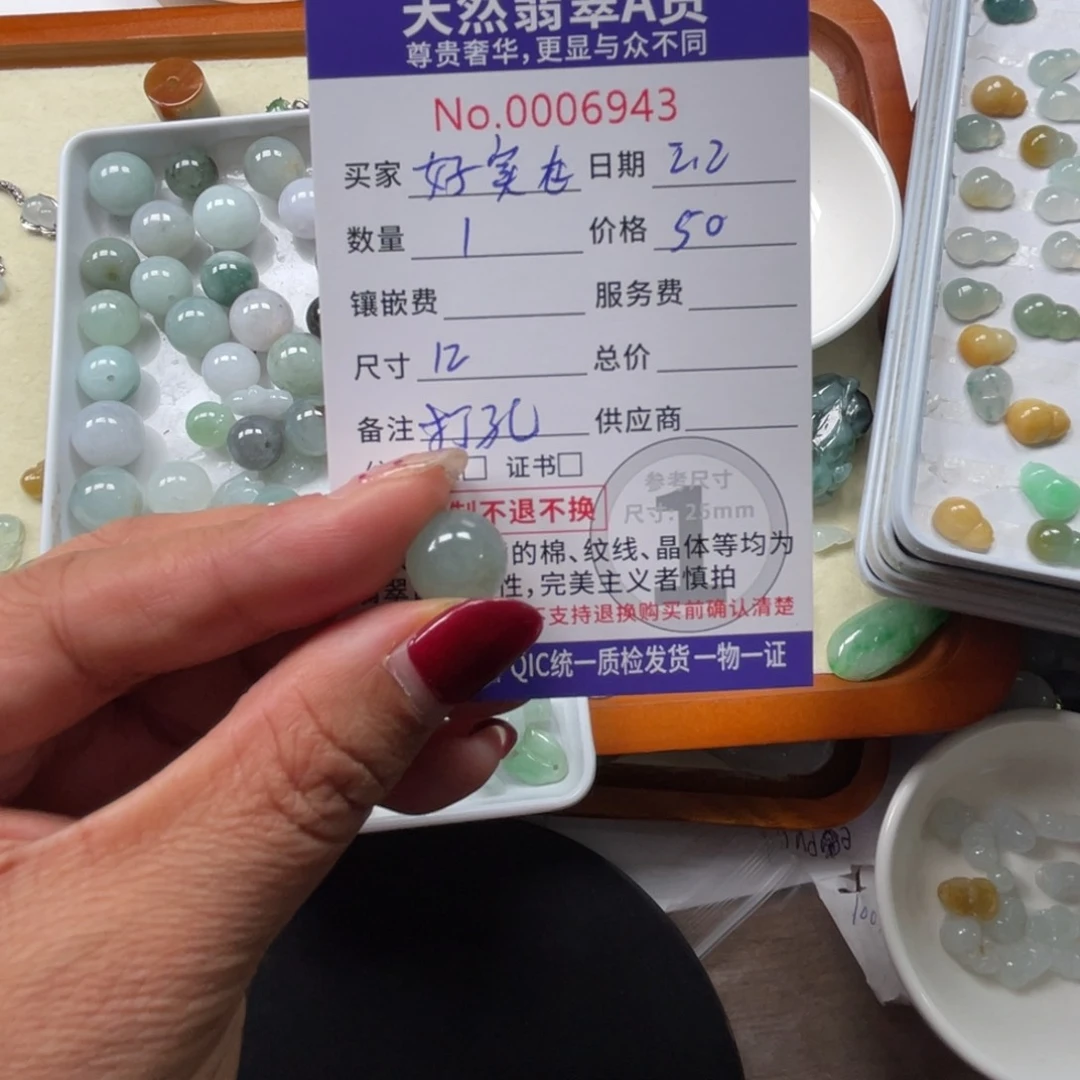 天然翡翠A货
尊贵奢华,更显与众不同
No.0006943
买家 好实在 日期 2.2
数量 1 价格 50
镶嵌费 服务费
尺寸 12 总价
备注 打孔 供应商
证书
参考尺寸
制不退不换
尺寸: 25mm
1
的棉、纹线、晶体等均为
翠 性,完美主义者慎拍
不支持退换购买前确认清楚
QIC统一质检发货一物一证